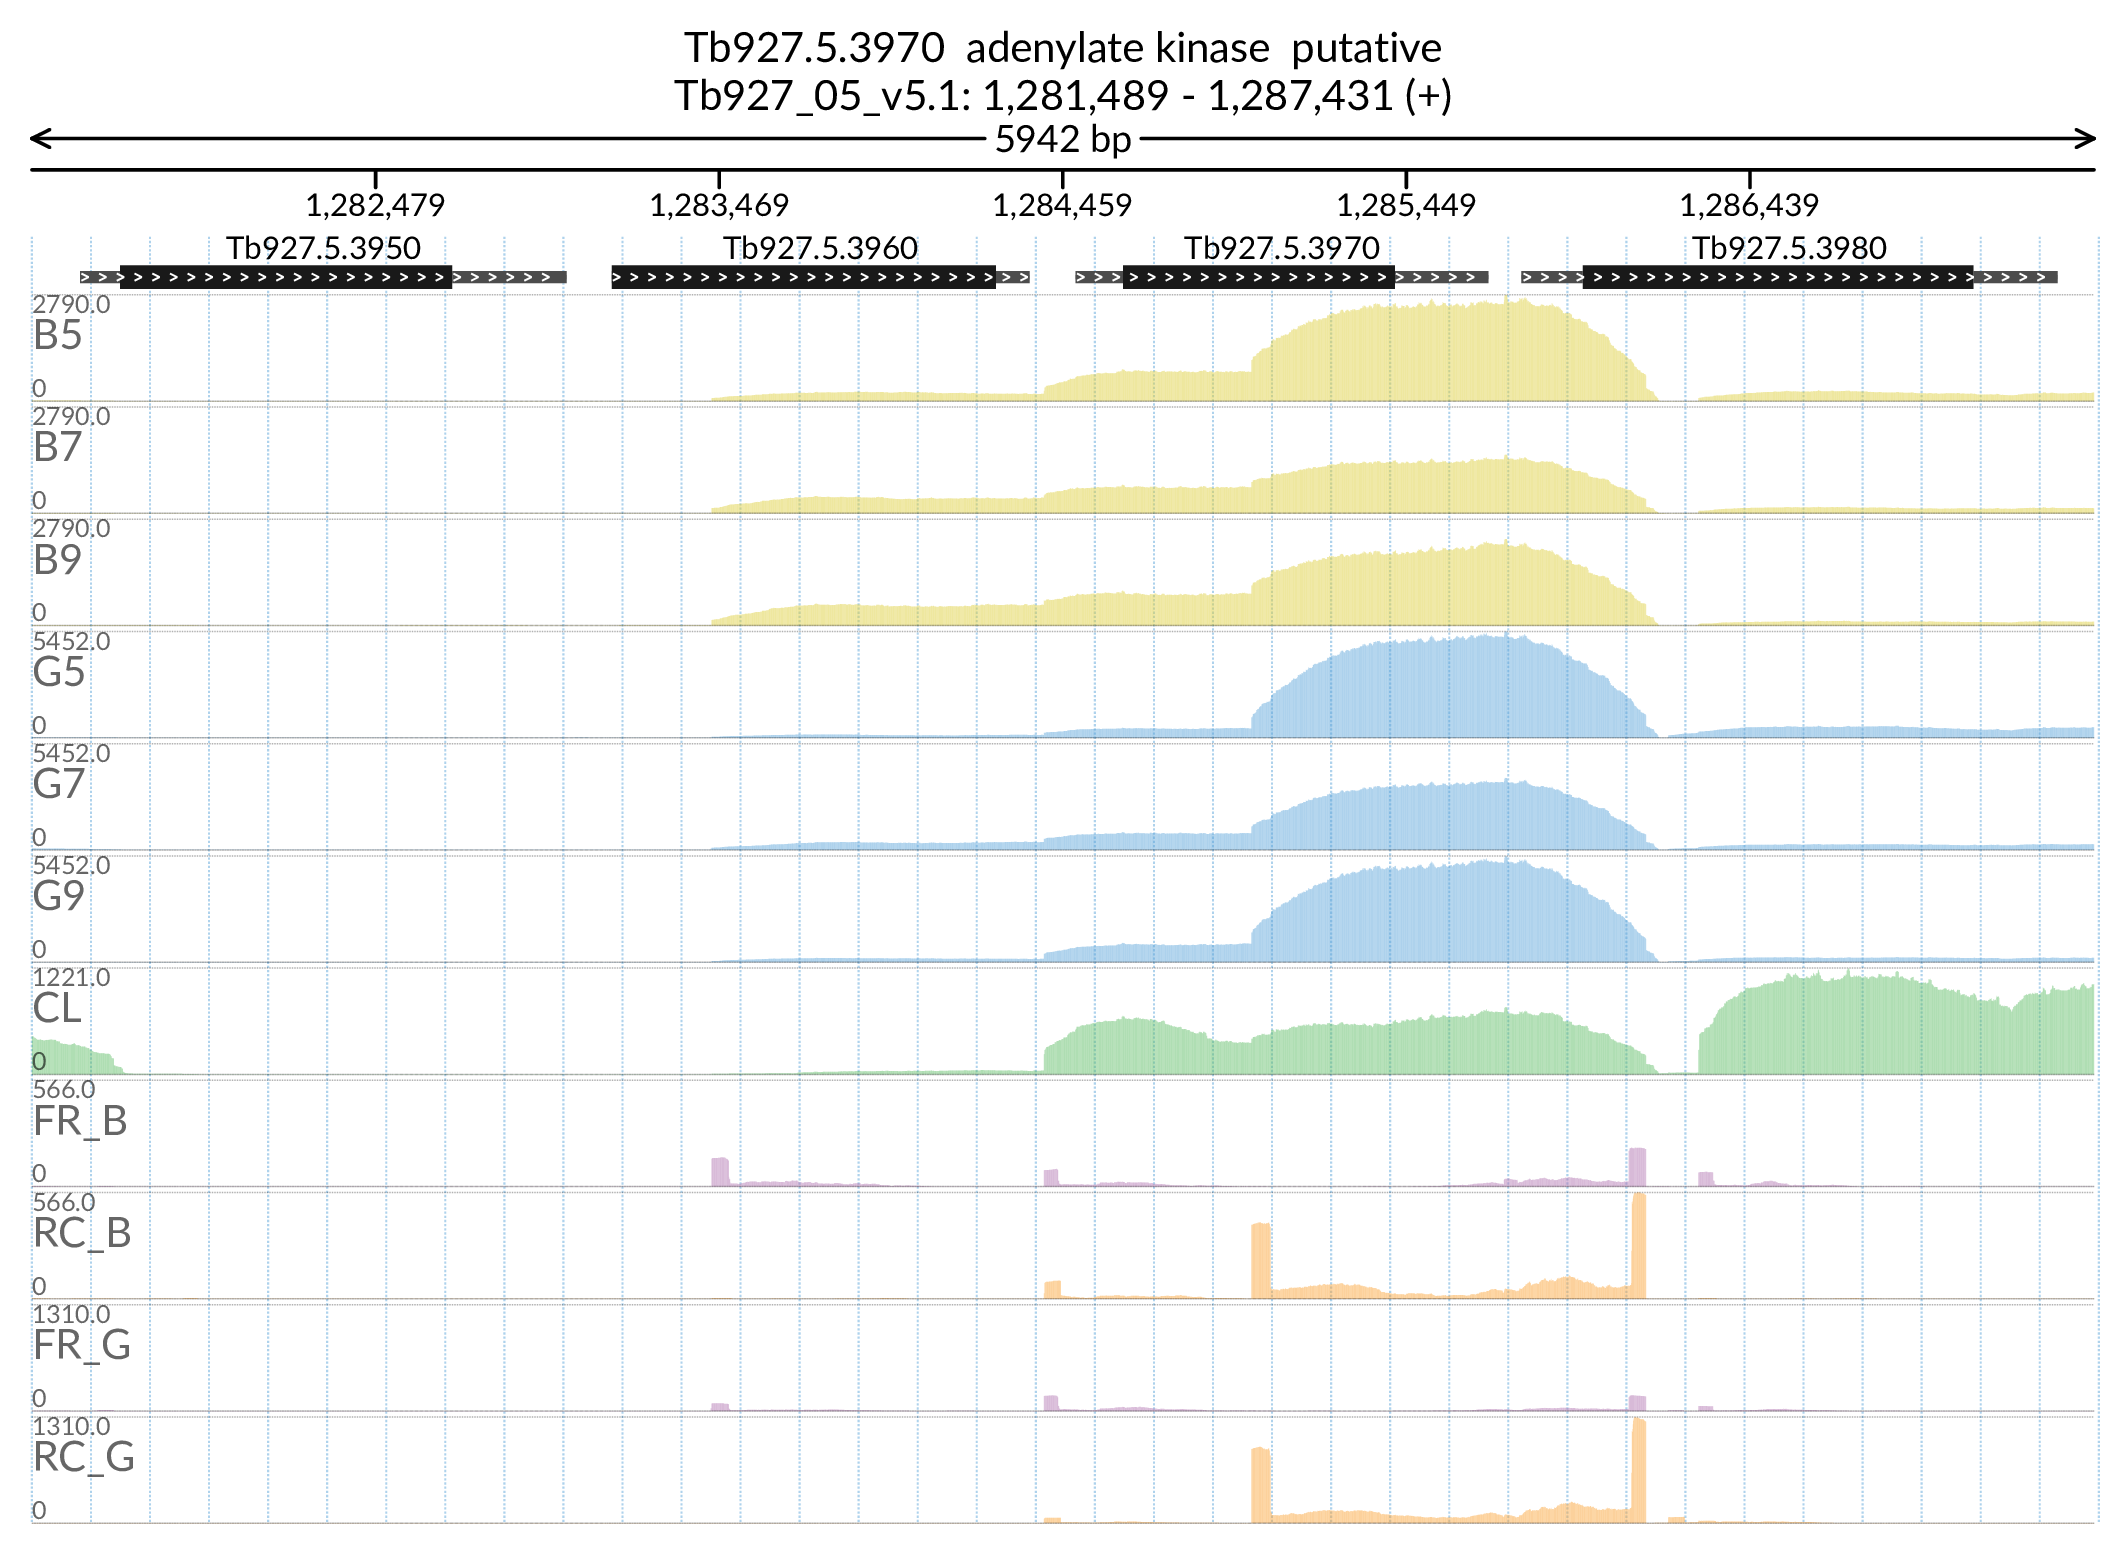 Tb927.5.3970  adenylate kinase  putative
Tb927_05_v5.1: 1,281,489 - 1,287,431 (+)
5942 bp
1,282,479 1,283,469 1,284,459 1,285,449 1,286,439
Tb927.5.3950 Tb927.5.3960 Tb927.5.3970 Tb927.5.3980
2790.0
B5
0
2790.0
B7
0
2790.0
B9
0
5452.0
G5
0
5452.0
G7
0
5452.0
G9
0
1221.0
CL
0
566.0
FR_B
0
566.0
RC_B
0
1310.0
FR_G
0
1310.0
RC_G
0